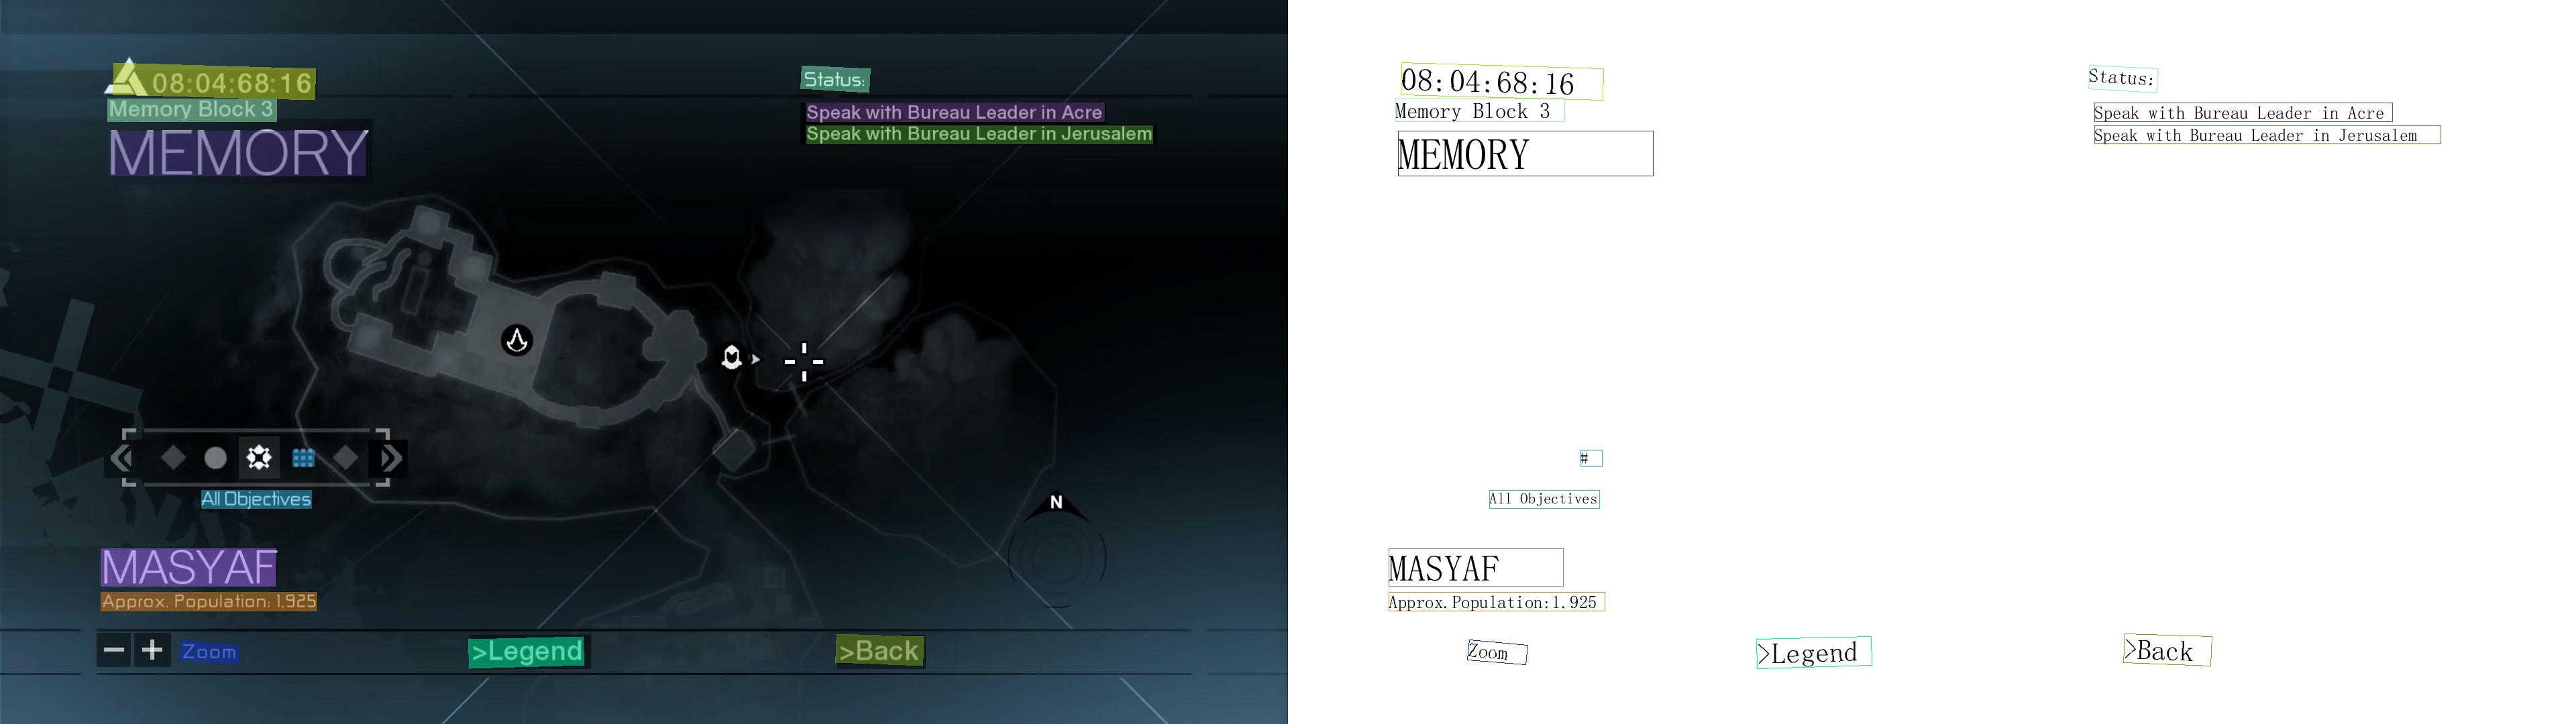 08:04:68:16
Memory Block 3
MEMORY
Status:
Speak with Bureau Leader in Acre
Speak with Bureau Leader in Jerusalem
All Objectives
N
MASYAF
Approx. Population: 1,925
Zoom
>Legend
>Back
08:04:68:16
Memory Block 3
MEMORY
Status:
Speak with Bureau Leader in Acre
Speak with Bureau Leader in Jerusalem
#
All Objectives
MASYAF
Approx.Population:1.925
Zoom
>Legend
>Back